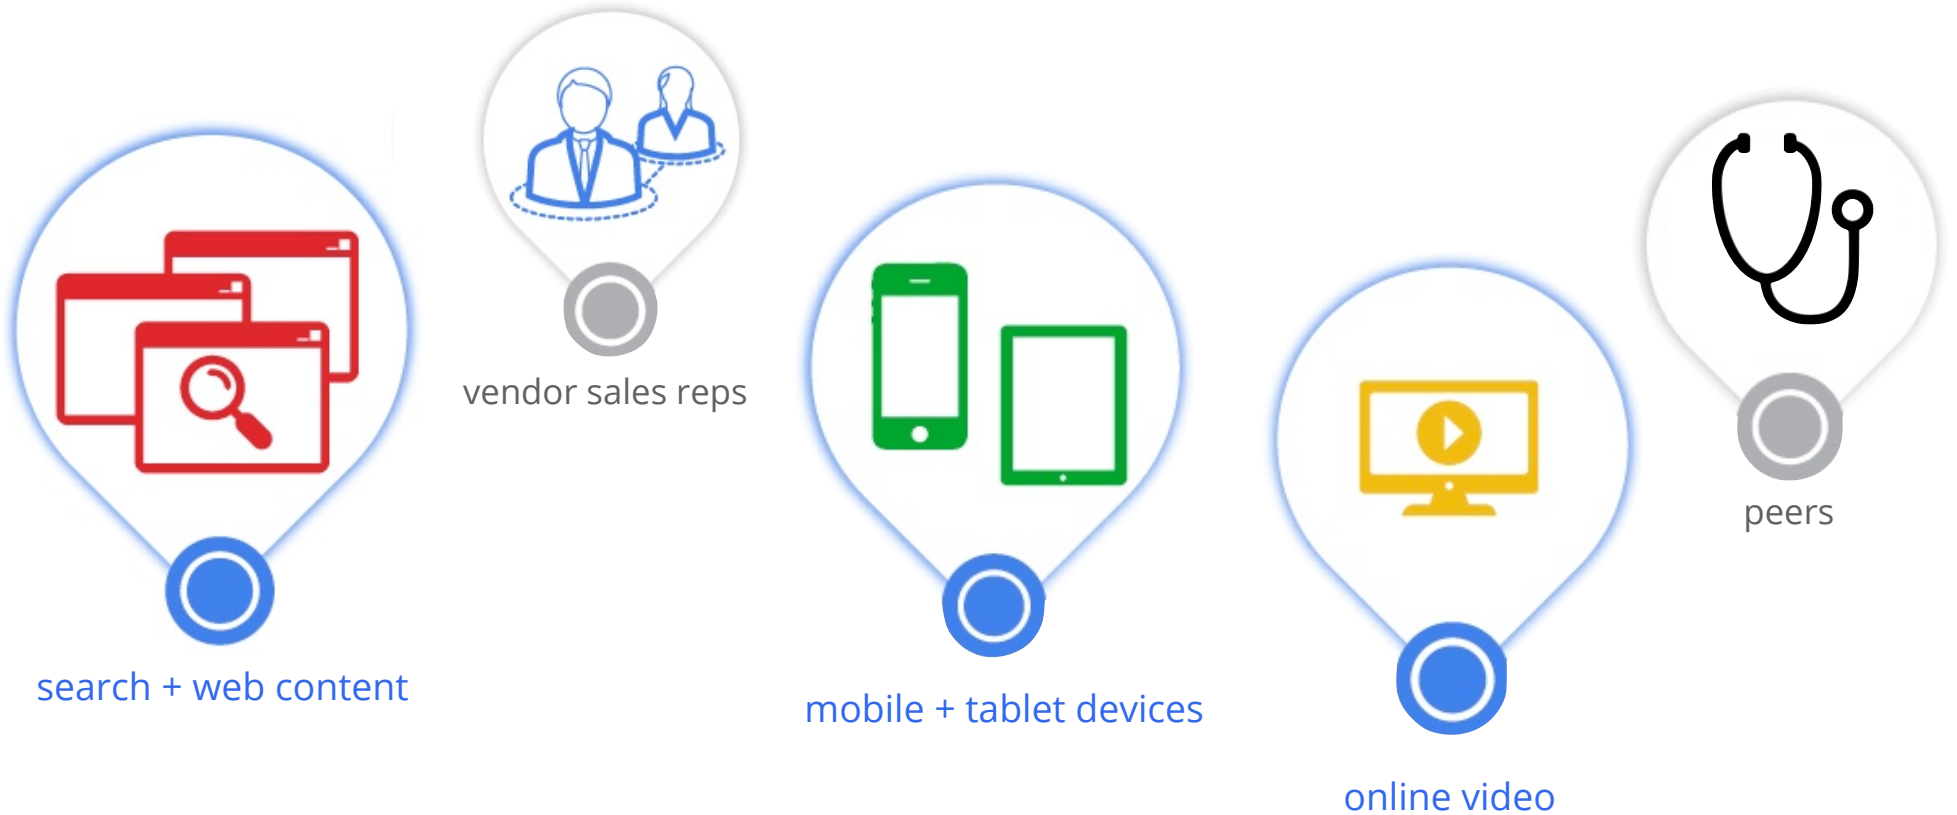 search + web content
vendor sales reps
mobile + tablet devices
online video
peers